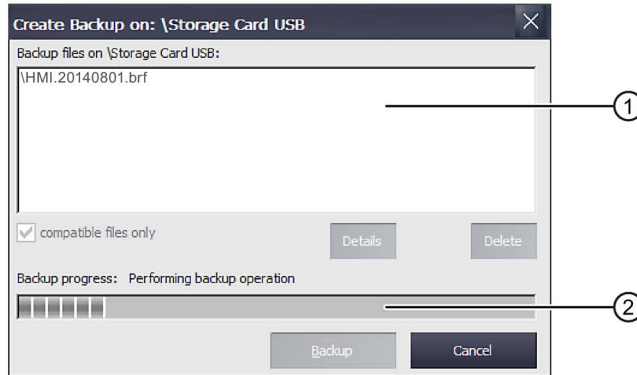 Create Backup on: \Storage Card USB
Backup files on \Storage Card USB:
\HMI.20140801.brf
1
compatible files only
Details
Delete
Backup progress: Performing backup operation
2
Backup
Cancel